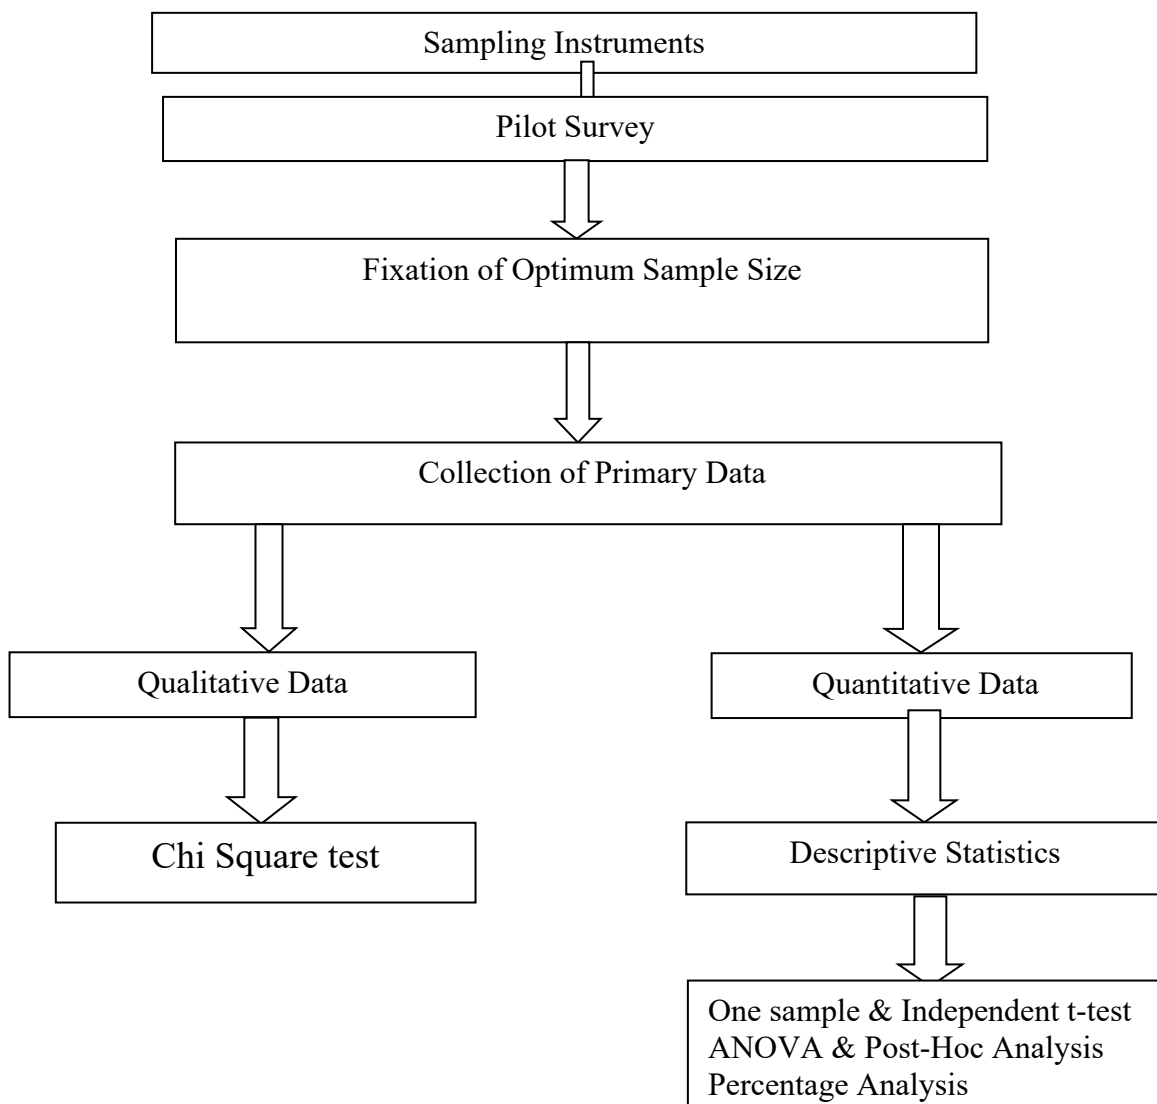 Sampling Instruments
Pilot Survey
Fixation of Optimum Sample Size
Collection of Primary Data
Qualitative Data
Quantitative Data
Chi Square test
Descriptive Statistics
One sample & Independent t-test
ANOVA & Post-Hoc Analysis
Percentage Analysis